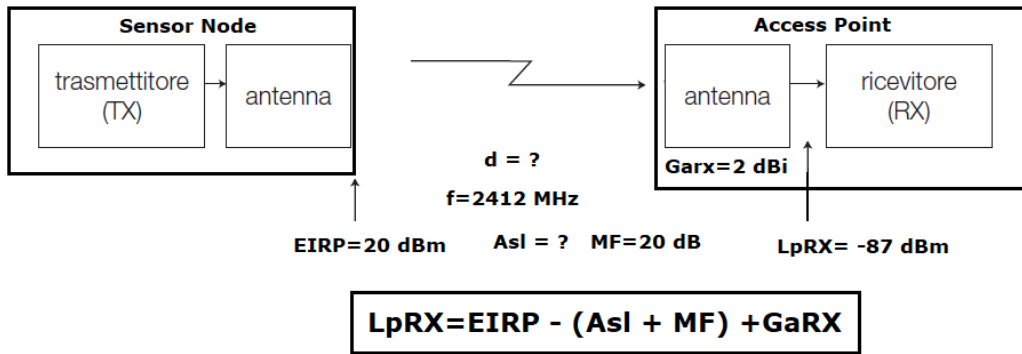 Sensor Node
Access Point
trasmettitore
(TX)
antenna
antenna
ricevitore
(RX)
d = ?
Garx=2 dBi
f=2412 MHz
EIRP=20 dBm
Asl = ? MF=20 dB
LpRX= -87 dBm
LpRX=EIRP - (Asl + MF) +GaRX